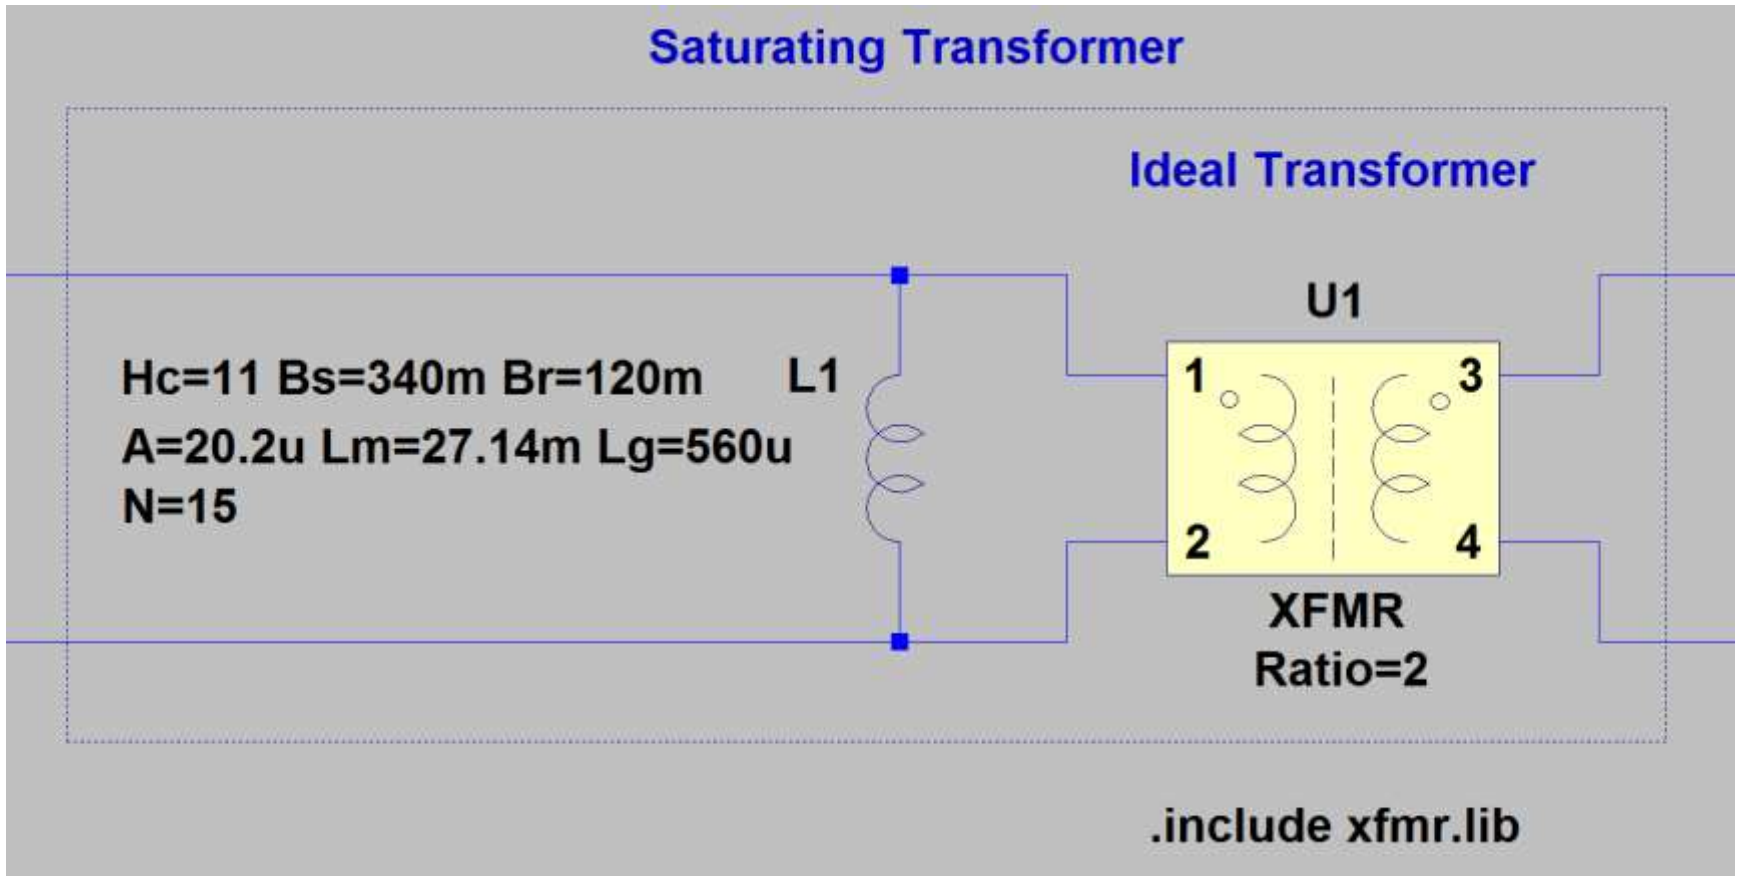 Saturating Transformer
Ideal Transformer
U1
Hc=11 Bs=340m Br=120m
L1
1
3
A=20.2u Lm=27.14m Lg=560u
N=15
2
4
XFMR
Ratio=2
.include xfmr.lib